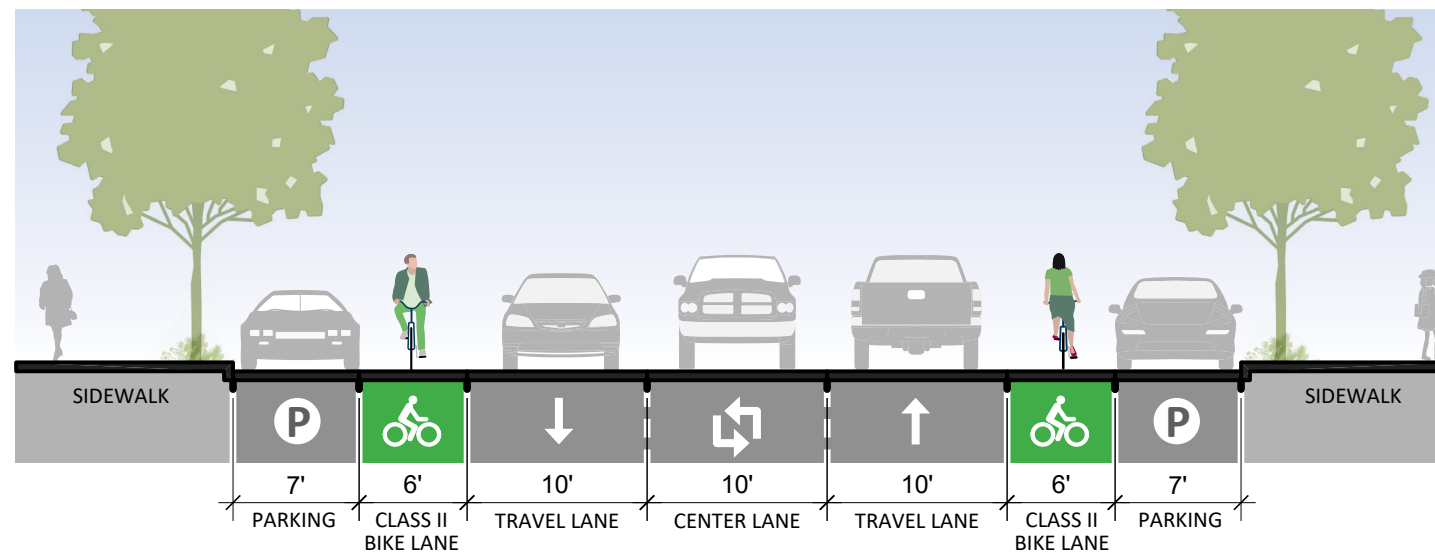 SIDEWALK
SIDEWALK
P
P
7'
6'
10'
10'
10'
6'
7'
PARKING
CLASS II
BIKE LANE
TRAVEL LANE
CENTER LANE
TRAVEL LANE
CLASS II
BIKE LANE
PARKING